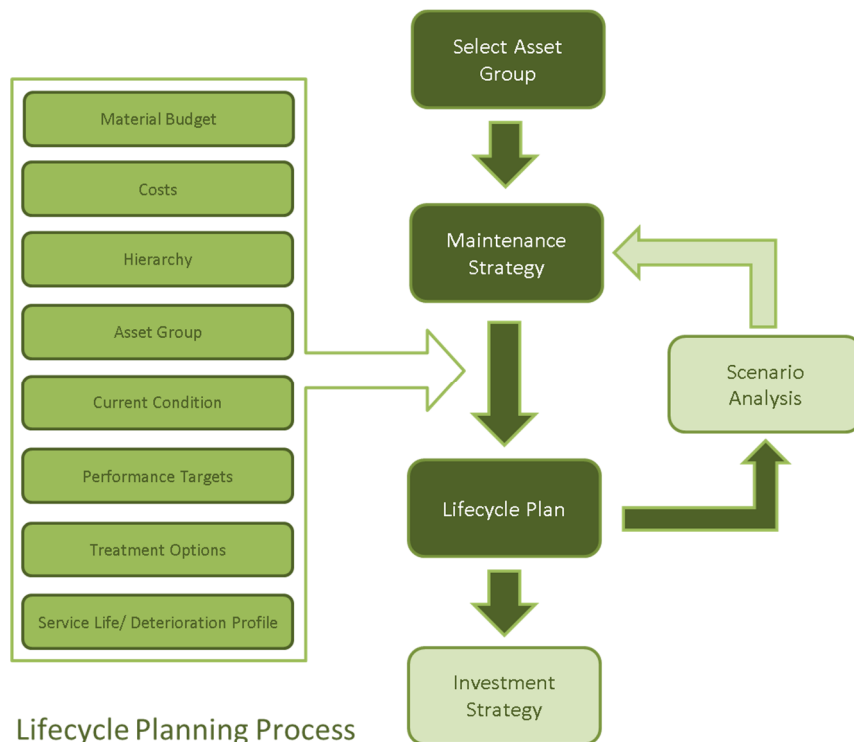 Select Asset
Group
Material Budget
Costs
Hierarchy
Asset Group
Current Condition
Performance Targets
Treatment Options
Service Life/ Deterioration Profile
Maintenance
Strategy
Scenario
Analysis
Lifecycle Plan
Investment
Strategy
Lifecycle Planning Process